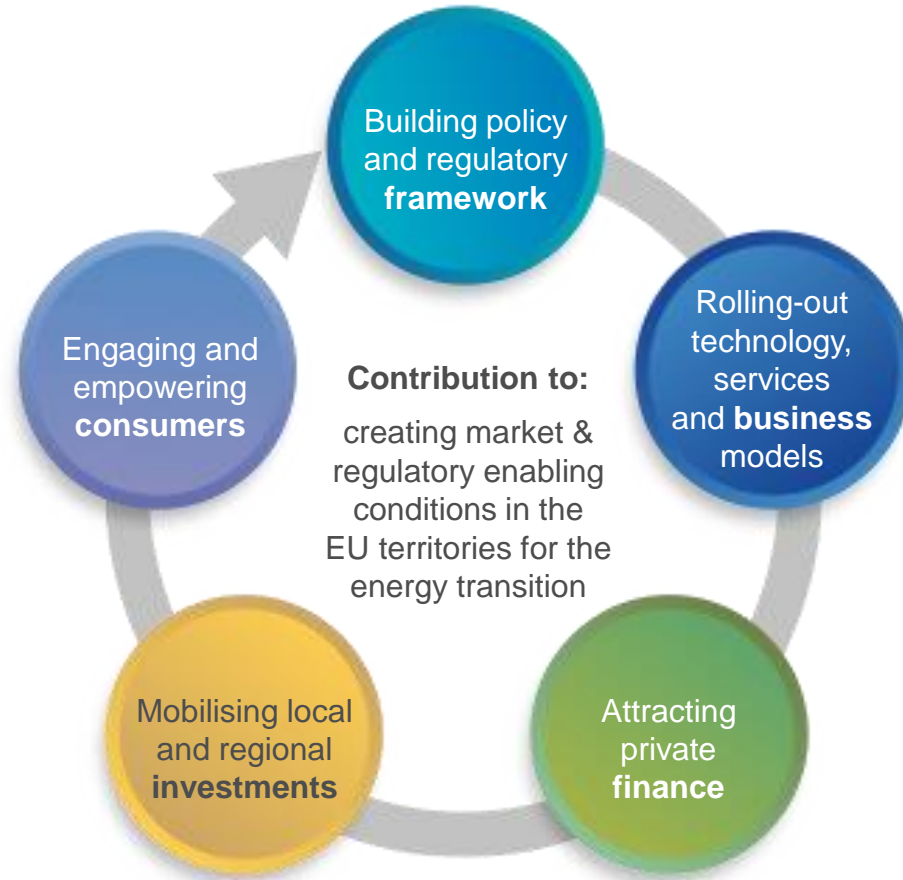 Building policy
and regulatory
framework
Rolling-out
technology,
services
and business
models
Attracting
private
finance
Mobilising local
and regional
investments
Engaging and
empowering
consumers
Contribution to:
creating market &
regulatory enabling
conditions in the
EU territories for the
energy transition